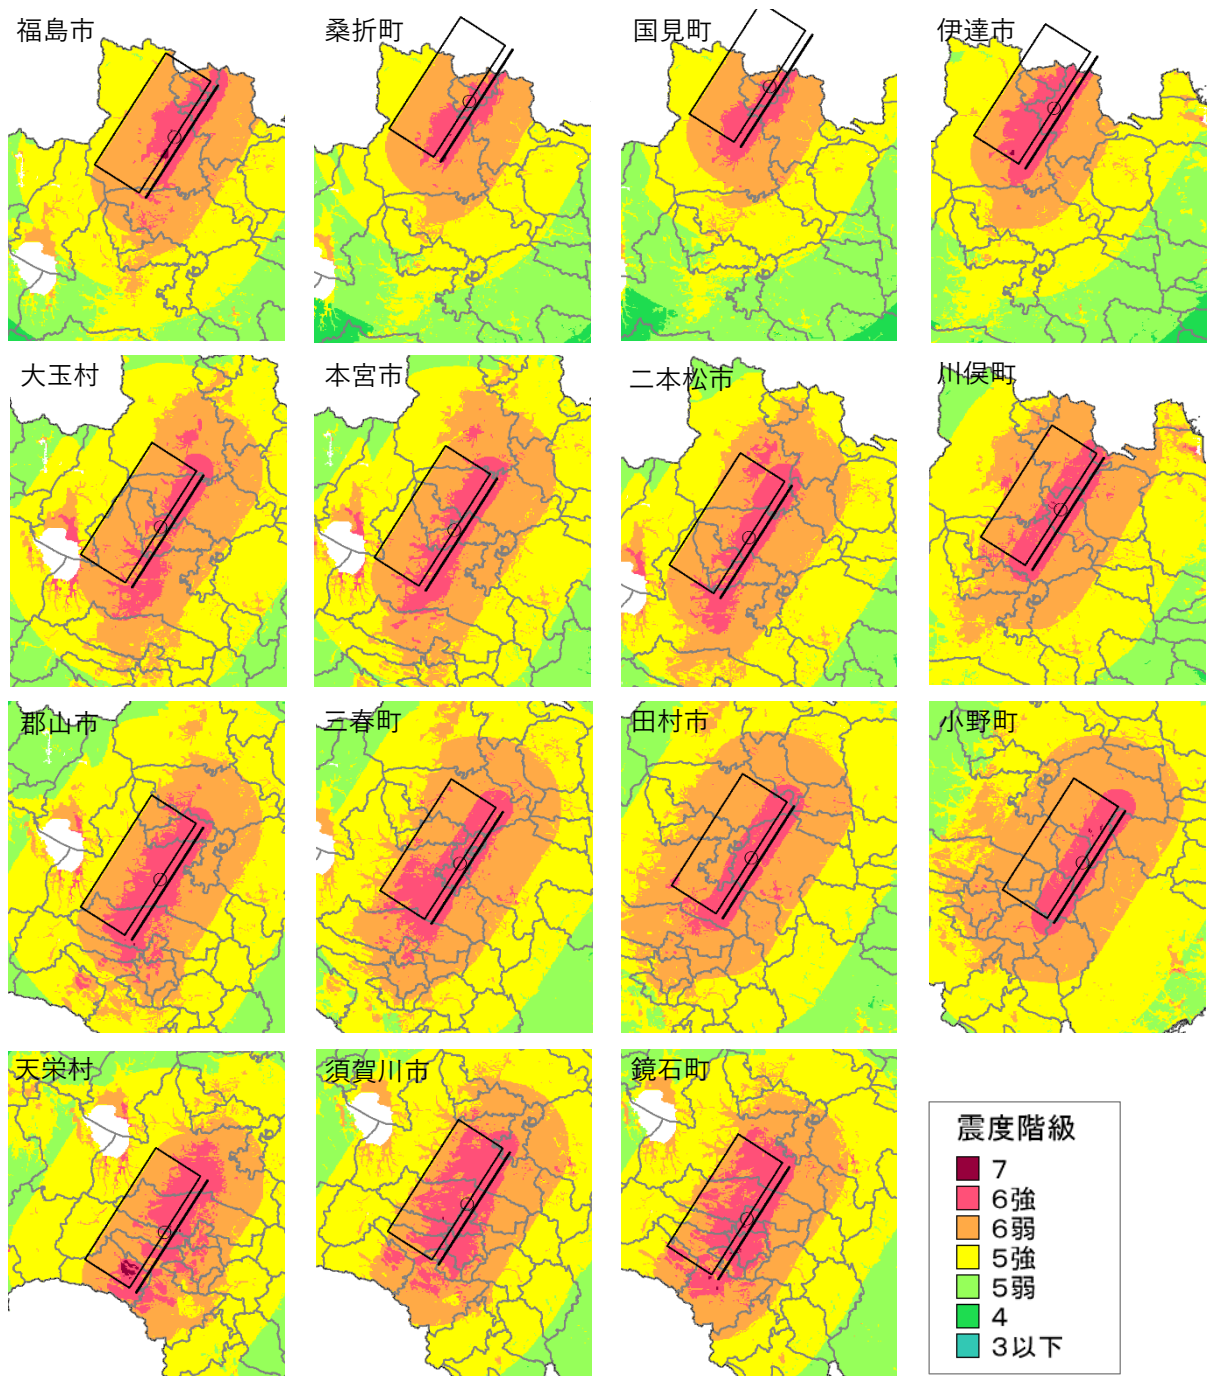 福島市
桑折町
国見町
伊達市
大玉村
本宮市
二本松市
川俣町
郡山市
三春町
田村市
小野町
天栄村
須賀川市
鏡石町
震度階級
7
6強
6弱
5強
5弱
4
3以下